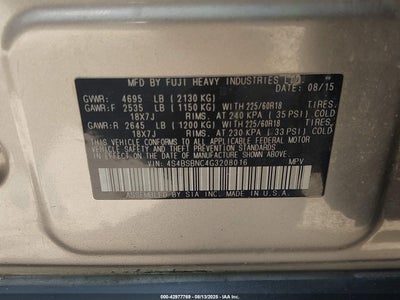 MFD BY FUJI HEAVY INDUSTRIES LTD.
DATE: 08/15
GVWR: 4695 LB (2130 KG)
GAWR:F 2535 LB (1150 KG) WITH 225/60R18 TIRES.
18X7J RIMS. AT 240 KPA (35 PSI) COLD
GAWR:R 2645 LB (1200 KG) WITH 225/60R18 TIRES.
18X7J RIMS. AT 230 KPA (33 PSI) COLD
THIS VEHICLE CONFORMS TO ALL APPLICABLE
FEDERAL MOTOR VEHICLE SAFETY AND
THEFT PREVENTION STANDARDS IN EFFECT ON
THE DATE OF MANUFACTURE SHOWN ABOVE.
VIN: 4S4BSBNC4G3208016 MPV
ASSEMBLED BY SIA INC. IN U.S.A.
000-42977769 - 08/13/2025 - IAAI.COM